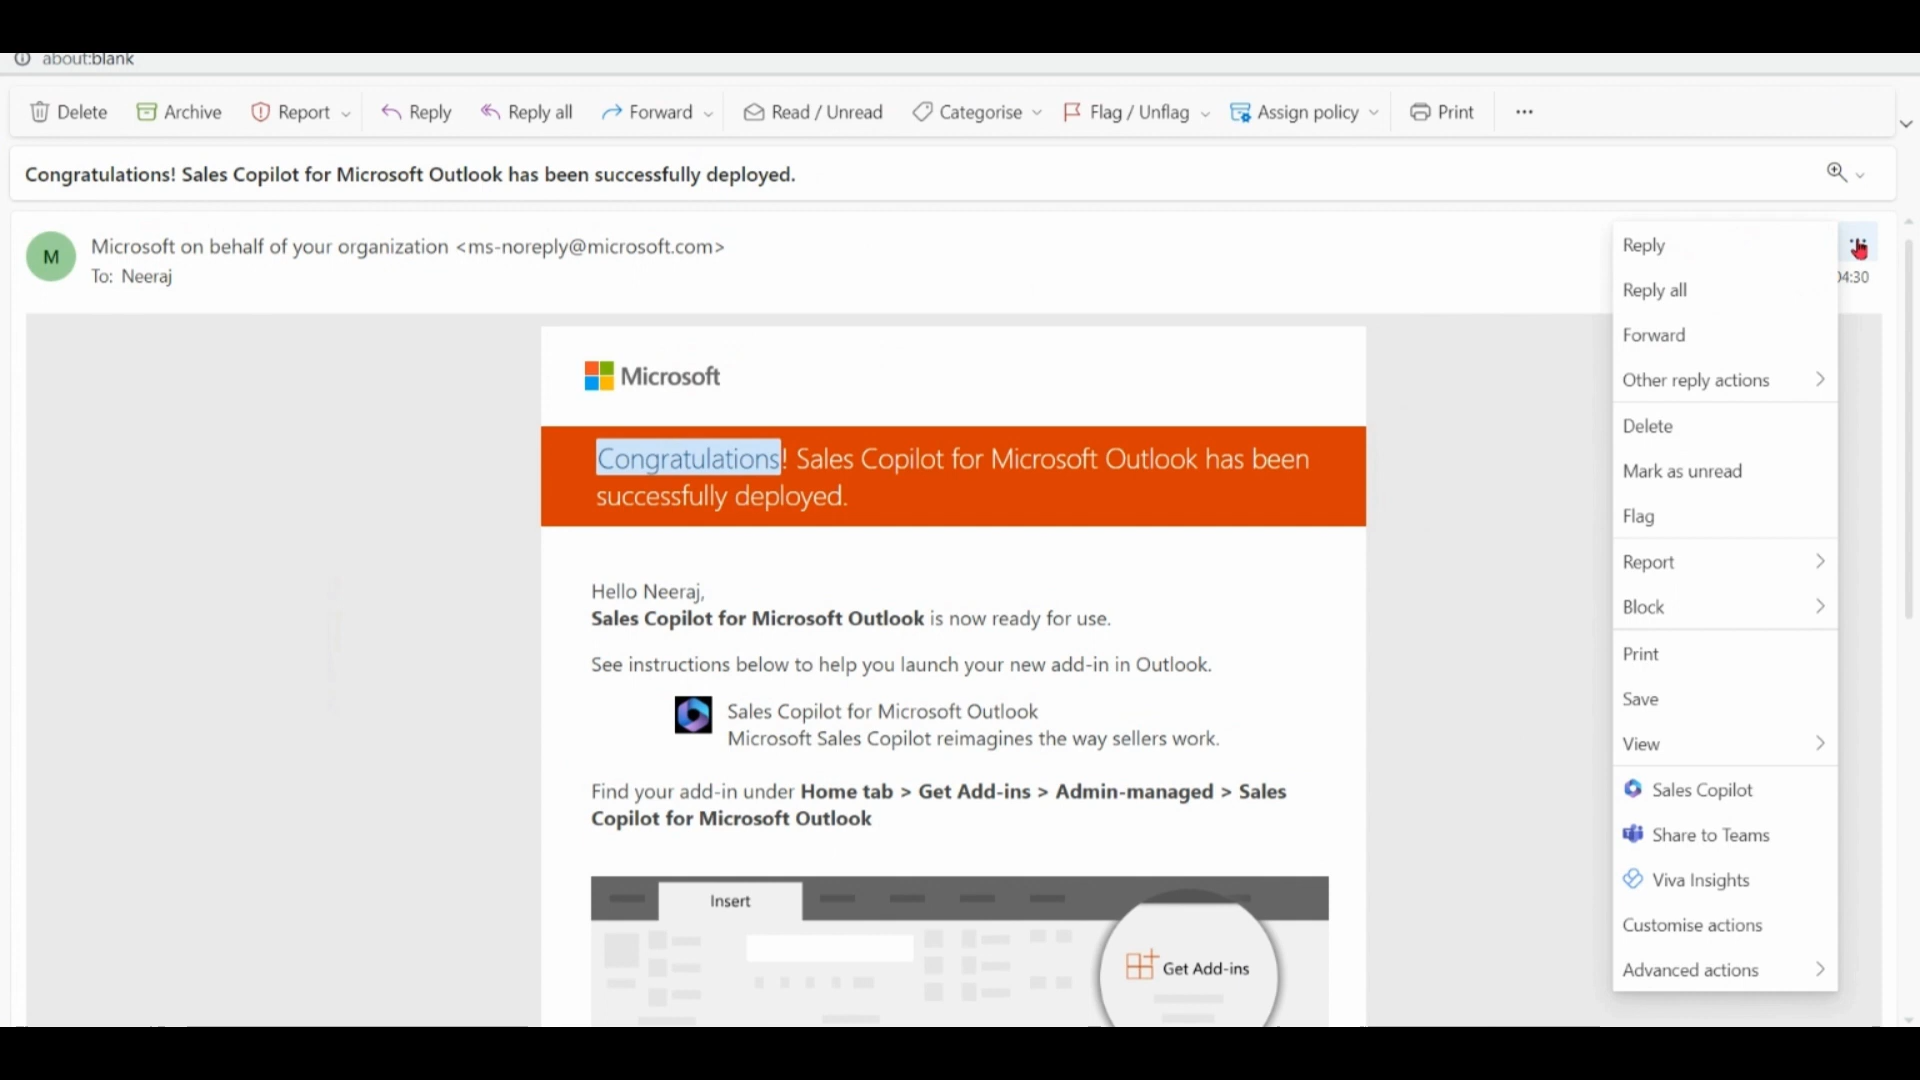 about:blank
Delete Archive Report Reply Reply all Forward Read / Unread Categorise Flag / Unflag Assign policy Print ...
Congratulations! Sales Copilot for Microsoft Outlook has been successfully deployed.
M
Microsoft on behalf of your organization <ms-noreply@microsoft.com>
To: Neeraj
04:30
Microsoft
Congratulations! Sales Copilot for Microsoft Outlook has been
successfully deployed.
Hello Neeraj,
Sales Copilot for Microsoft Outlook is now ready for use.
See instructions below to help you launch your new add-in in Outlook.
Sales Copilot for Microsoft Outlook
Microsoft Sales Copilot reimagines the way sellers work.
Find your add-in under Home tab > Get Add-ins > Admin-managed > Sales
Copilot for Microsoft Outlook
Insert
Get Add-ins
Reply
Reply all
Forward
Other reply actions
Delete
Mark as unread
Flag
Report
Block
Print
Save
View
Sales Copilot
Share to Teams
Viva Insights
Customise actions
Advanced actions